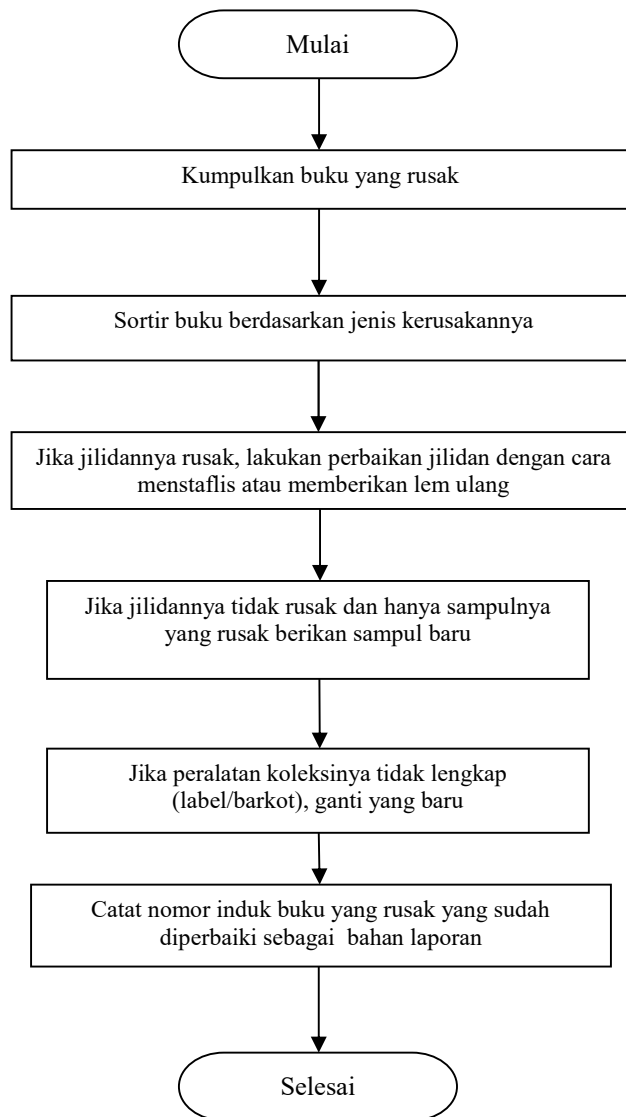 Mulai
Kumpulkan buku yang rusak
Sortir buku berdasarkan jenis kerusakannya
Jika jilidannya rusak, lakukan perbaikan jilidan dengan cara
menstaflis atau memberikan lem ulang
Jika jilidannya tidak rusak dan hanya sampulnya
yang rusak berikan sampul baru
Jika peralatan koleksinya tidak lengkap
(label/barkot), ganti yang baru
Catat nomor induk buku yang rusak yang sudah
diperbaiki sebagai  bahan laporan
Selesai